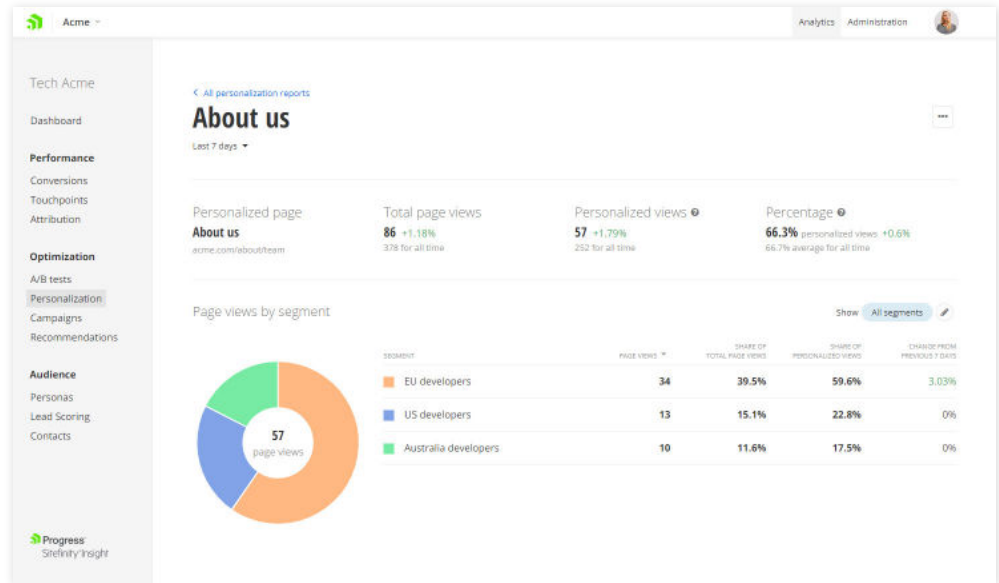 Acme
Analytics Administration
Tech Acme
Dashboard
Performance
Conversions
Touchpoints
Attribution
Optimization
A/B tests
Personalization
Campaigns
Recommendations
Audience
Personas
Lead Scoring
Contacts
Progress
Sitefinity Insight
< All personalization reports
About us
Last 7 days
Personalized page
About us
acme.com/about/team
Total page views
86 +1.18%
378 for all time
Personalized views
57 +1.79%
252 for all time
Percentage
66.3% personalized views +0.6%
66.7% average for all time
Page views by segment
Show All segments
57
page views
SEGMENT PAGE VIEWS SHARE OF TOTAL PAGE VIEWS SHARE OF PERSONALIZED VIEWS CHANGE FROM PREVIOUS 7 DAYS
EU developers 34 39.5% 59.6% 3.03%
US developers 13 15.1% 22.8% 0%
Australia developers 10 11.6% 17.5% 0%